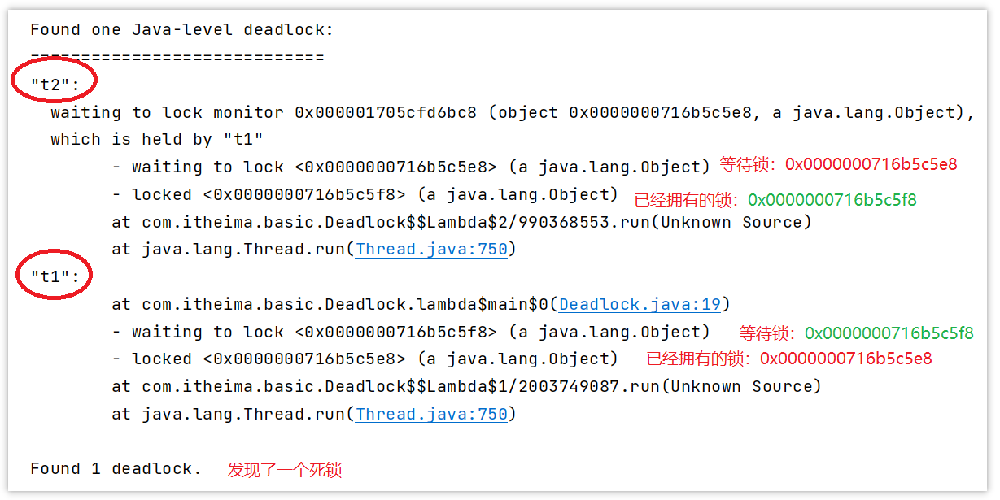 Found one Java-level deadlock:
=============================
"t2":
waiting to lock monitor 0x000001705cfd6bc8 (object 0x0000000716b5c5e8, a java.lang.Object),
which is held by "t1"
- waiting to lock <0x0000000716b5c5e8> (a java.lang.Object) 等待锁：0x0000000716b5c5e8
- locked <0x0000000716b5c5f8> (a java.lang.Object) 已经拥有的锁：0x0000000716b5c5f8
at com.itheima.basic.Deadlock$$Lambda$2/990368553.run(Unknown Source)
at java.lang.Thread.run(Thread.java:750)
"t1":
at com.itheima.basic.Deadlock.lambda$main$0(Deadlock.java:19)
- waiting to lock <0x0000000716b5c5f8> (a java.lang.Object) 等待锁：0x0000000716b5c5f8
- locked <0x0000000716b5c5e8> (a java.lang.Object) 已经拥有的锁：0x0000000716b5c5e8
at com.itheima.basic.Deadlock$$Lambda$1/2003749087.run(Unknown Source)
at java.lang.Thread.run(Thread.java:750)
Found 1 deadlock. 发现了一个死锁